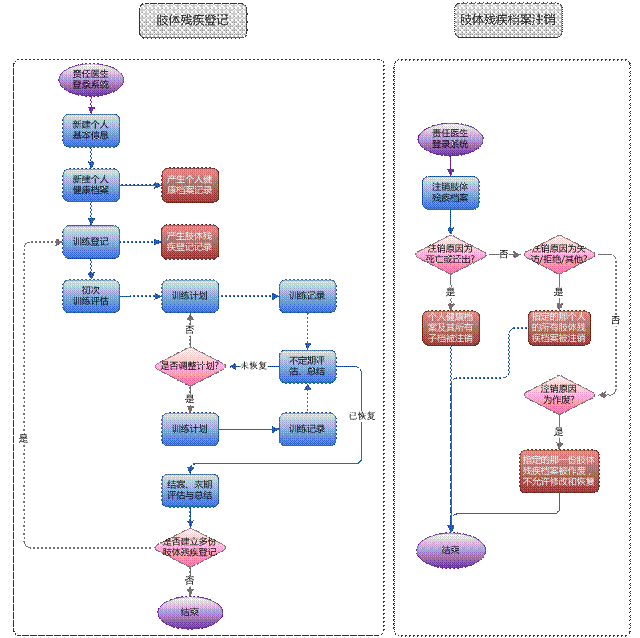 肢体残疾登记
责任医生
登录系统
新建个人
基本信息
新建个人
健康档案
产生个人健
康档案记录
训练登记
产生肢体残
疾登记记录
初次
训练评估
训练计划
训练记录
否
是否调整计划?
未恢复
不定期评
估、总结
是
已恢复
训练计划
训练记录
是
结案、末期
评估与总结
是否建立多份
肢体残疾登记
否
结束
肢体残疾档案注销
责任医生
登录系统
注销肢体
残疾档案
注销原因为
死亡或迁出?
否
注销原因为失
访/拒绝/其他?
是
是
否
个人健康档
案及其所有
子档被注销
指定的那个人
的所有肢体残
疾档案被注销
注销原因
为作废?
是
指定的那一份肢体
残疾档案被作废,
不允许修改和恢复
结束